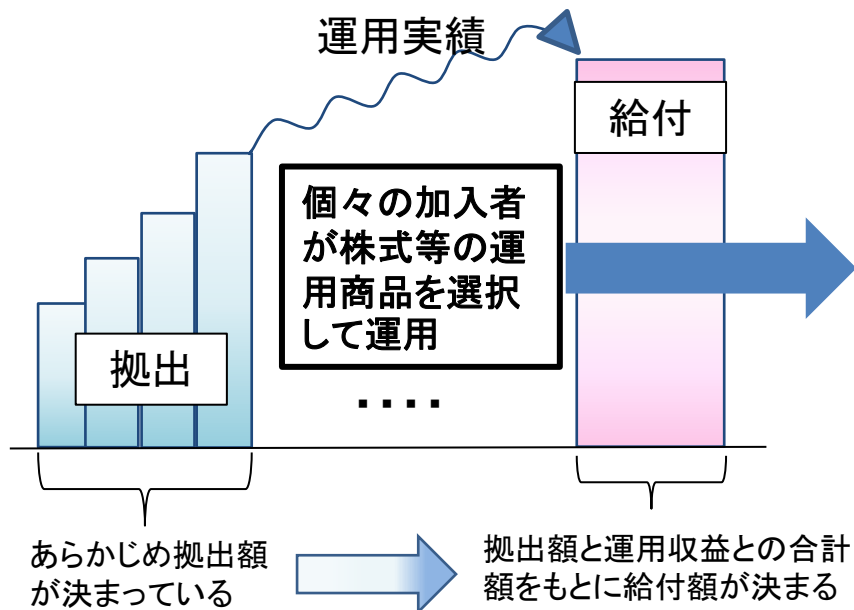 運用実績
給付
個々の加入者
が株式等の運
用商品を選択
して運用
拠出
・・・・
あらかじめ拠出額
が決まっている
拠出額と運用収益との合計
額をもとに給付額が決まる